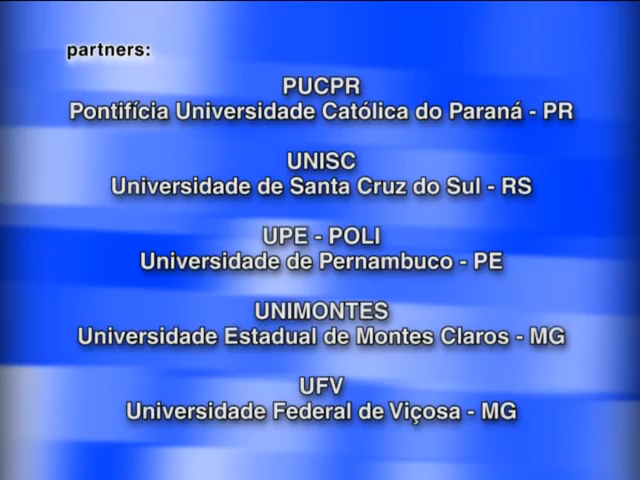 partners:
PUCPR
Pontifícia Universidade Católica do Paraná - PR
UNISC
Universidade de Santa Cruz do Sul - RS
UPE - POLI
Universidade de Pernambuco - PE
UNIMONTES
Universidade Estadual de Montes Claros - MG
UFV
Universidade Federal de Viçosa - MG